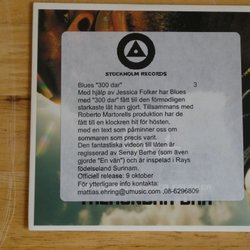 STOCKHOLM RECORDS
Blues "300 dar" 3
Med hjälp av Jessica Folker har Blues
med "300 dar" fått till den förmodligen
starkaste låt han gjort. Tillsammans med
Roberto Martorells produktion har de
fått till en klockren hit för hösten,
med en text som påminner oss om
sommaren som precis varit.
Den fantastiska videon till låten är
regisserad av Senay Berhe (som även
gjorde "En vän") och är inspelad i Rays
födelseland Surinam.
Officiell release: 9 oktober
För ytterligare info kontakta:
mattias.ehring@umusic.com ,08-6296809